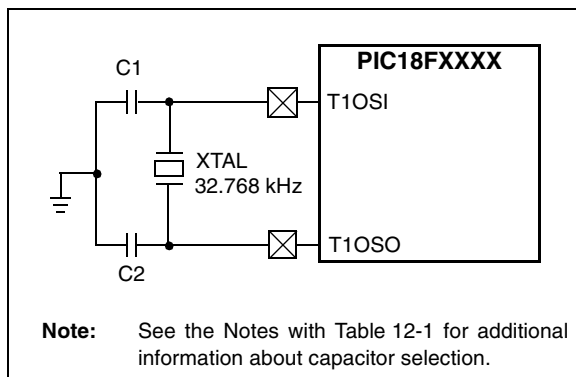 PIC18FXXXX
C1
T1OSI
XTAL
32.768 kHz
T1OSO
C2
Note: See the Notes with Table 12-1 for additional
information about capacitor selection.